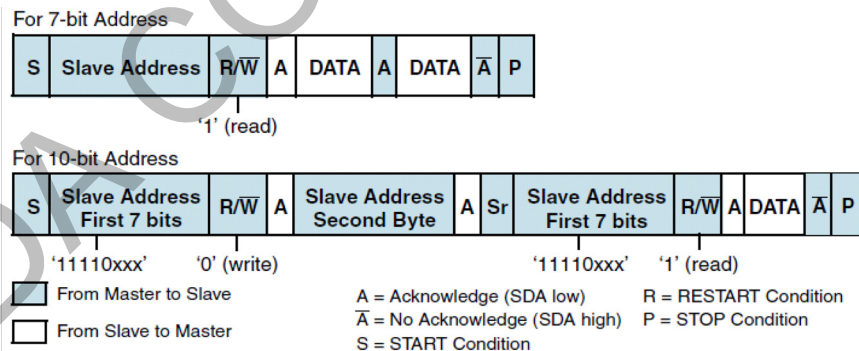 For 7-bit Address
S Slave Address R/W̅ A DATA A DATA A̅ P
‘1’ (read)
For 10-bit Address
S Slave Address First 7 bits R/W̅ A Slave Address Second Byte A Sr Slave Address First 7 bits R/W̅ A DATA A̅ P
‘11110xxx’ ‘0’ (write) ‘11110xxx’ ‘1’ (read)
From Master to Slave
From Slave to Master
A = Acknowledge (SDA low)
A̅ = No Acknowledge (SDA high)
S = START Condition
R = RESTART Condition
P = STOP Condition